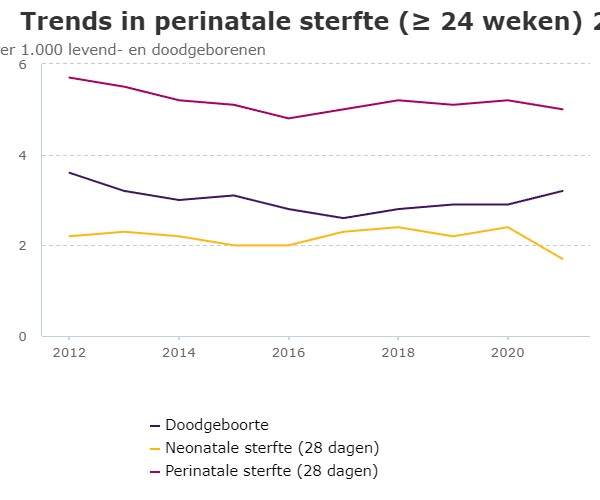 Trends in perinatale sterfte (≥ 24 weken)
1.000 levend- en doodgeborenen
6
4
2
0
2012 2014 2016 2018 2020
Doodgeboorte
Neonatale sterfte (28 dagen)
Perinatale sterfte (28 dagen)